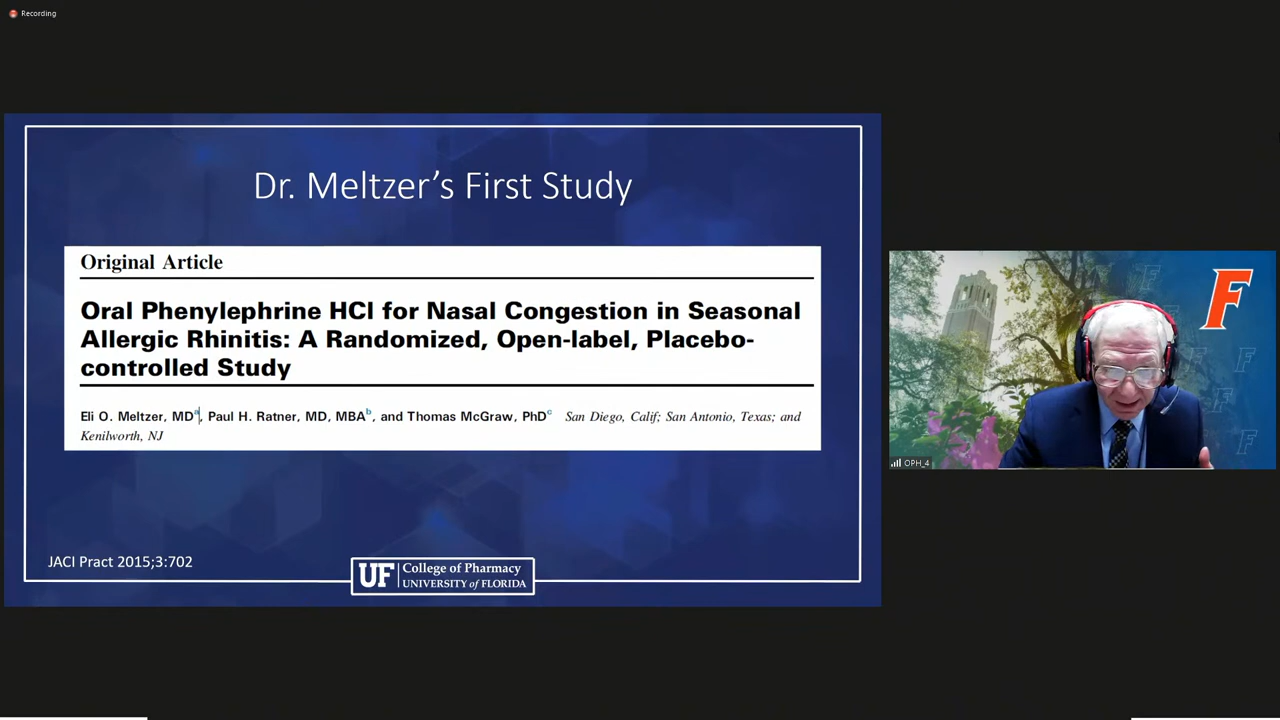 Recording
Dr. Meltzer's First Study
Original Article
Oral Phenylephrine HCl for Nasal Congestion in Seasonal
Allergic Rhinitis: A Randomized, Open-label, Placebo-
controlled Study
Eli O. Meltzer, MDa, Paul H. Ratner, MD, MBAb, and Thomas McGraw, PhDc San Diego, Calif; San Antonio, Texas; and
Kenilworth, NJ
JACI Pract 2015;3:702
UF College of Pharmacy
UNIVERSITY of FLORIDA
F
OPH_4